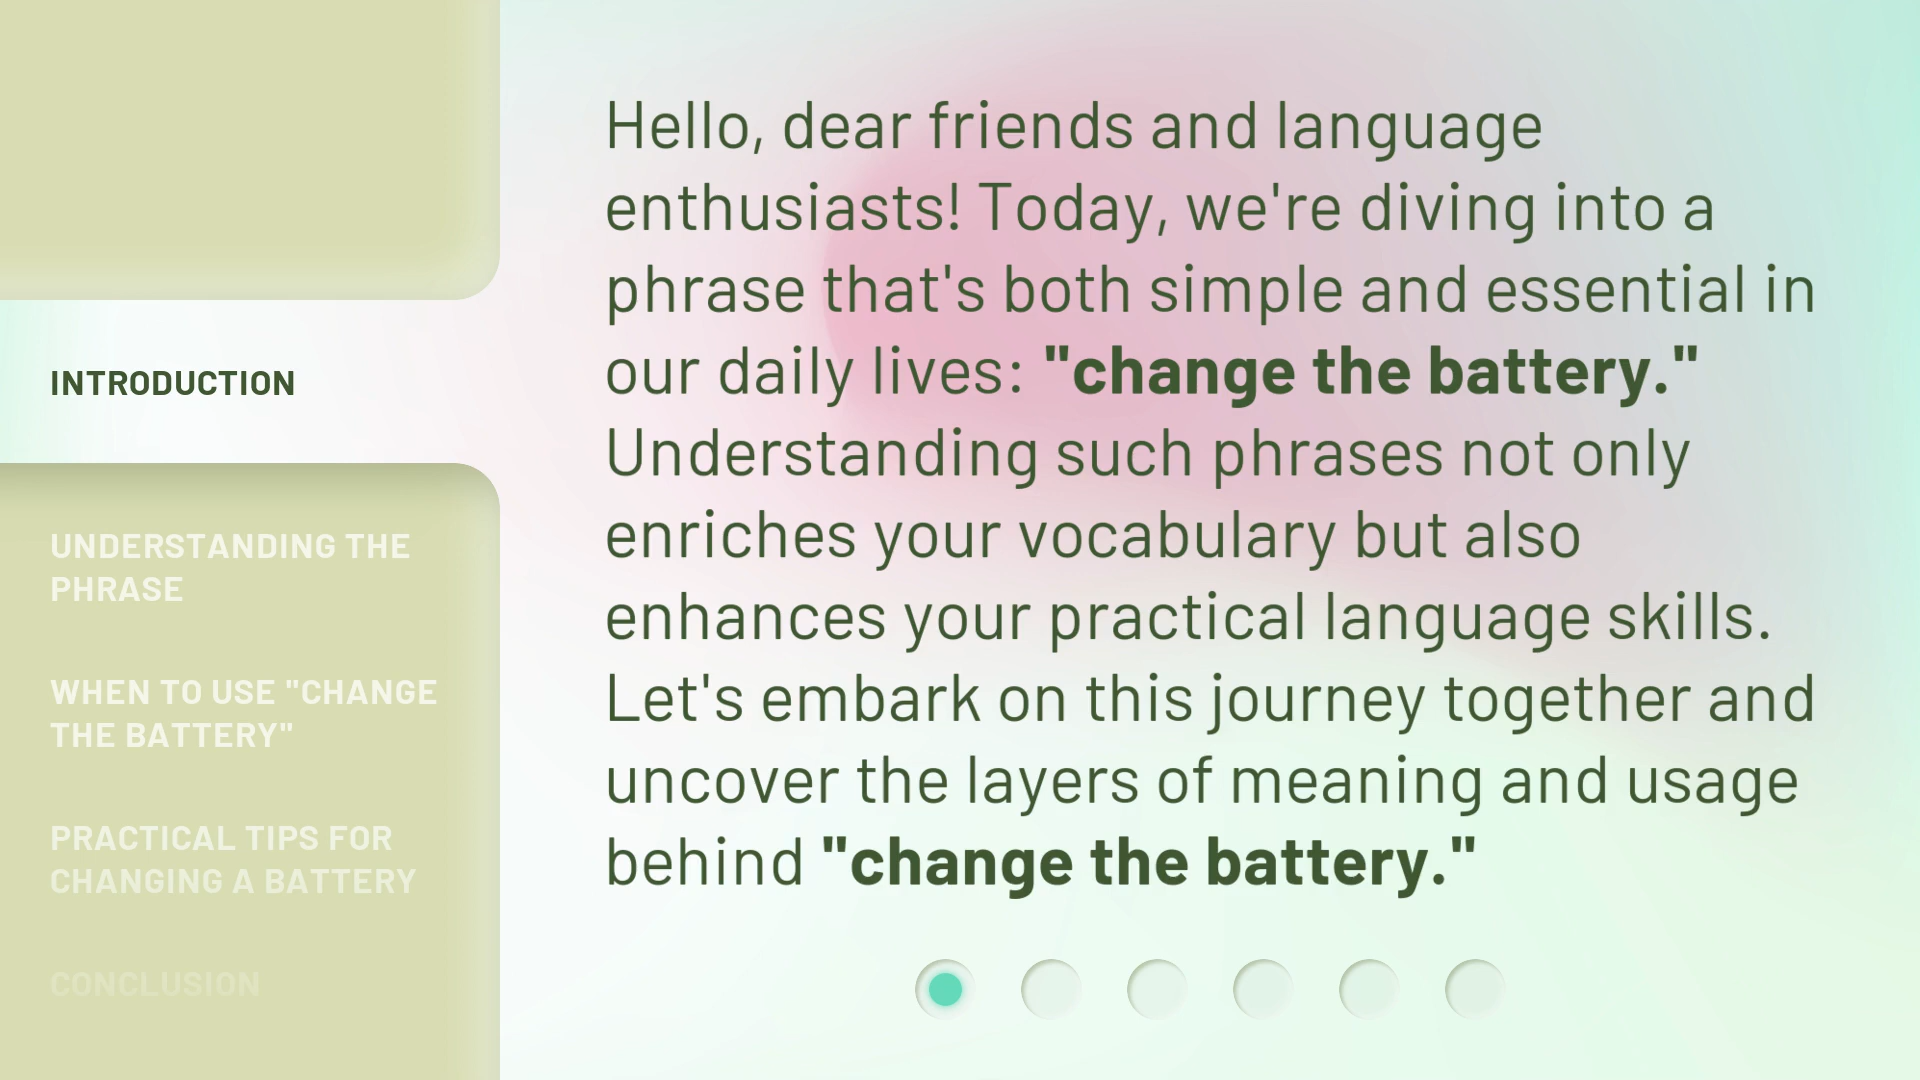 INTRODUCTION
UNDERSTANDING THE
PHRASE
WHEN TO USE "CHANGE
THE BATTERY"
PRACTICAL TIPS FOR
CHANGING A BATTERY
CONCLUSION
Hello, dear friends and language
enthusiasts! Today, we're diving into a
phrase that's both simple and essential in
our daily lives: "change the battery."
Understanding such phrases not only
enriches your vocabulary but also
enhances your practical language skills.
Let's embark on this journey together and
uncover the layers of meaning and usage
behind "change the battery."